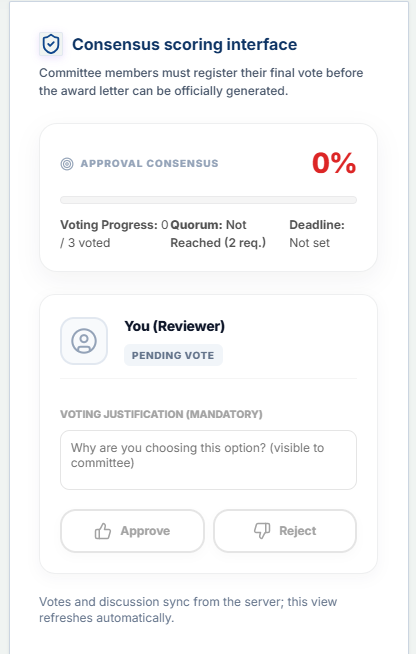 Consensus scoring interface
Committee members must register their final vote before
the award letter can be officially generated.
APPROVAL CONSENSUS
0%
Voting Progress: 0
/ 3 voted
Quorum: Not
Reached (2 req.)
Deadline:
Not set
You (Reviewer)
PENDING VOTE
VOTING JUSTIFICATION (MANDATORY)
Why are you choosing this option? (visible to
committee)
Approve
Reject
Votes and discussion sync from the server; this view
refreshes automatically.